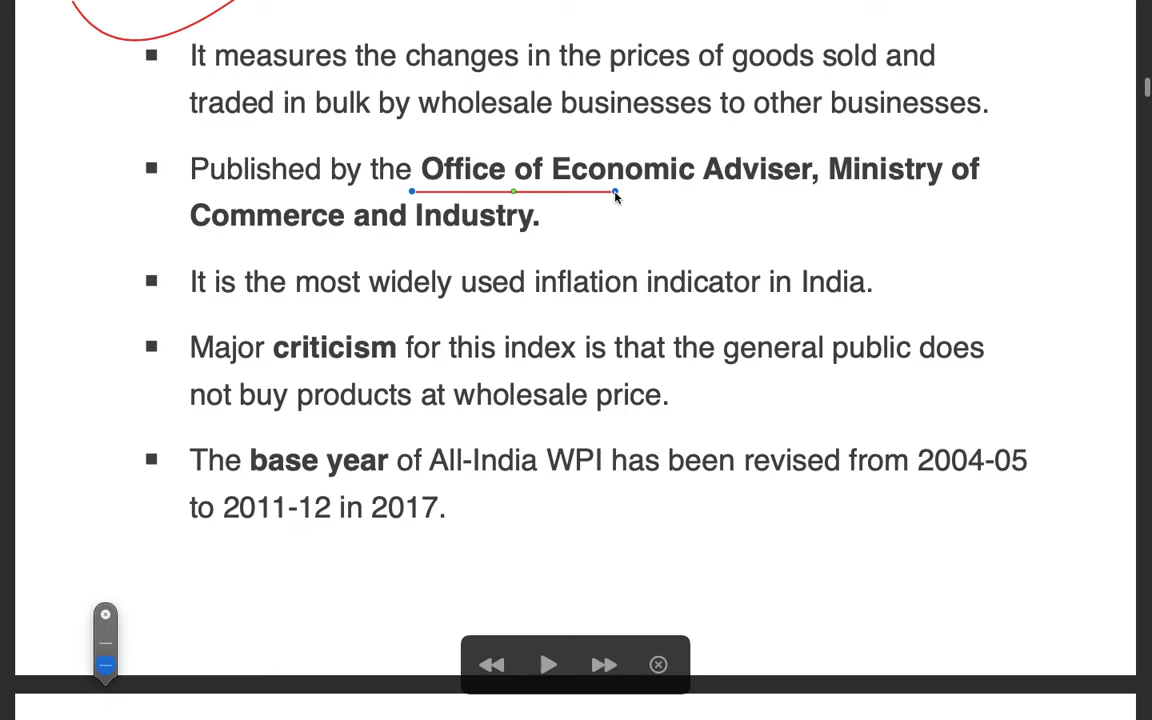 ▪ It measures the changes in the prices of goods sold and
traded in bulk by wholesale businesses to other businesses.
▪ Published by the Office of Economic Adviser, Ministry of
Commerce and Industry.
▪ It is the most widely used inflation indicator in India.
▪ Major criticism for this index is that the general public does
not buy products at wholesale price.
▪ The base year of All-India WPI has been revised from 2004-05
to 2011-12 in 2017.